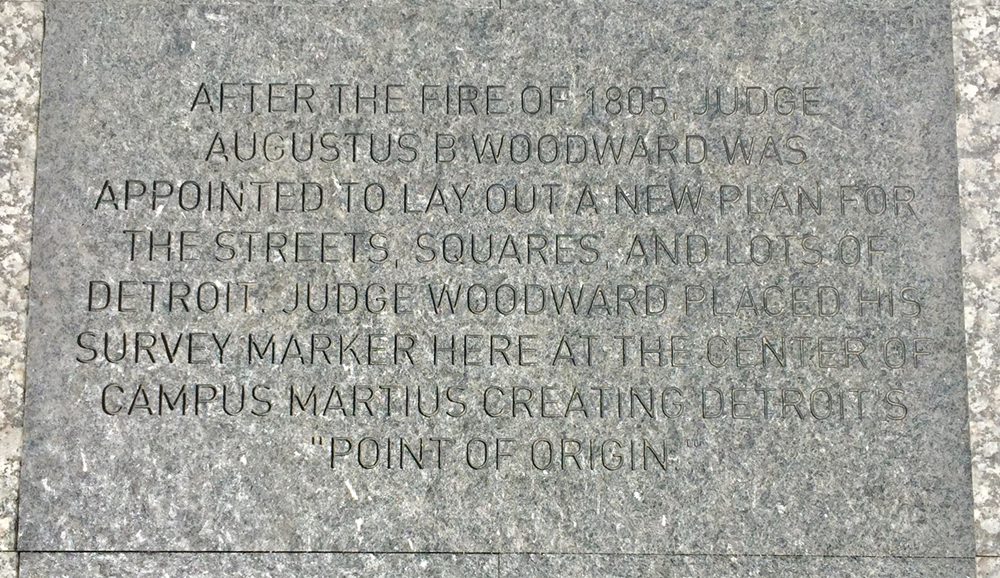 AFTER THE FIRE OF 1805, JUDGE
AUGUSTUS B. WOODWARD WAS
APPOINTED TO LAY OUT A NEW PLAN FOR
THE STREETS, SQUARES, AND LOTS OF
DETROIT. JUDGE WOODWARD PLACED HIS
SURVEY MARKER HERE AT THE CENTER OF
CAMPUS MARTIUS CREATING DETROIT'S
"POINT OF ORIGIN."